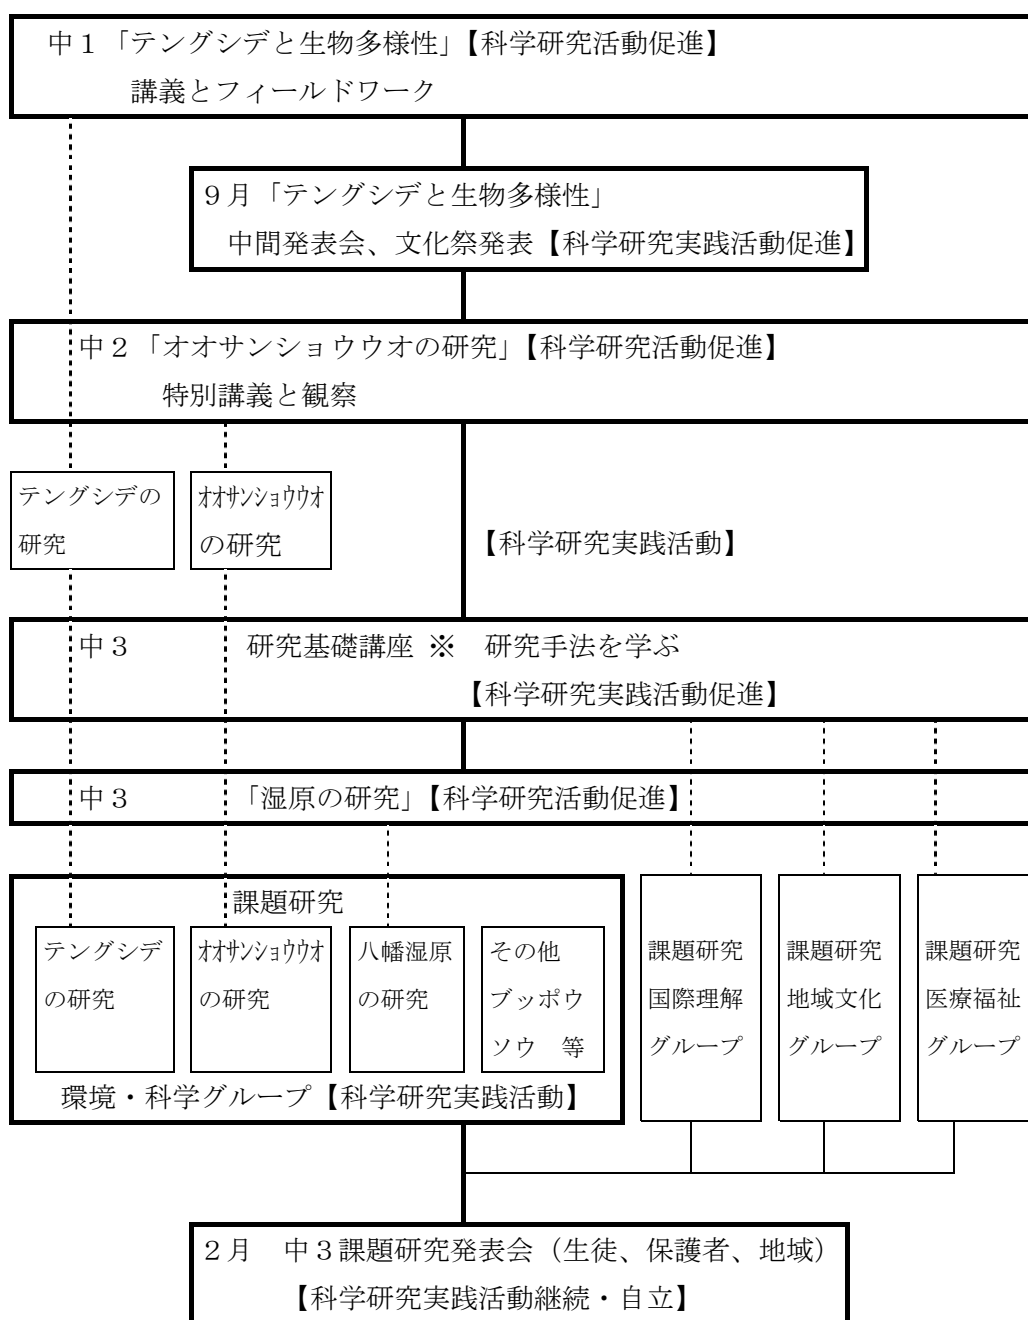 中１「テングシデと生物多様性」【科学研究活動促進】
講義とフィールドワーク
９月「テングシデと生物多様性」
中間発表会、文化祭発表【科学研究実践活動促進】
中２「オオサンショウウオの研究」【科学研究活動促進】
特別講義と観察
テングシデの
研究
ｵｵｻﾝｼｮｳｳｵ
の研究
【科学研究実践活動】
中３　研究基礎講座 ※　研究手法を学ぶ
【科学研究実践活動促進】
中３　「湿原の研究」【科学研究活動促進】
課題研究
テングシデ
の研究
ｵｵｻﾝｼｮｳｳｵ
の研究
八幡湿原
の研究
その他
ブッポウ
ソウ　等
環境・科学グループ【科学研究実践活動】
課題研究
国際理解
グループ
課題研究
地域文化
グループ
課題研究
医療福祉
グループ
２月　中３課題研究発表会（生徒、保護者、地域）
【科学研究実践活動継続・自立】